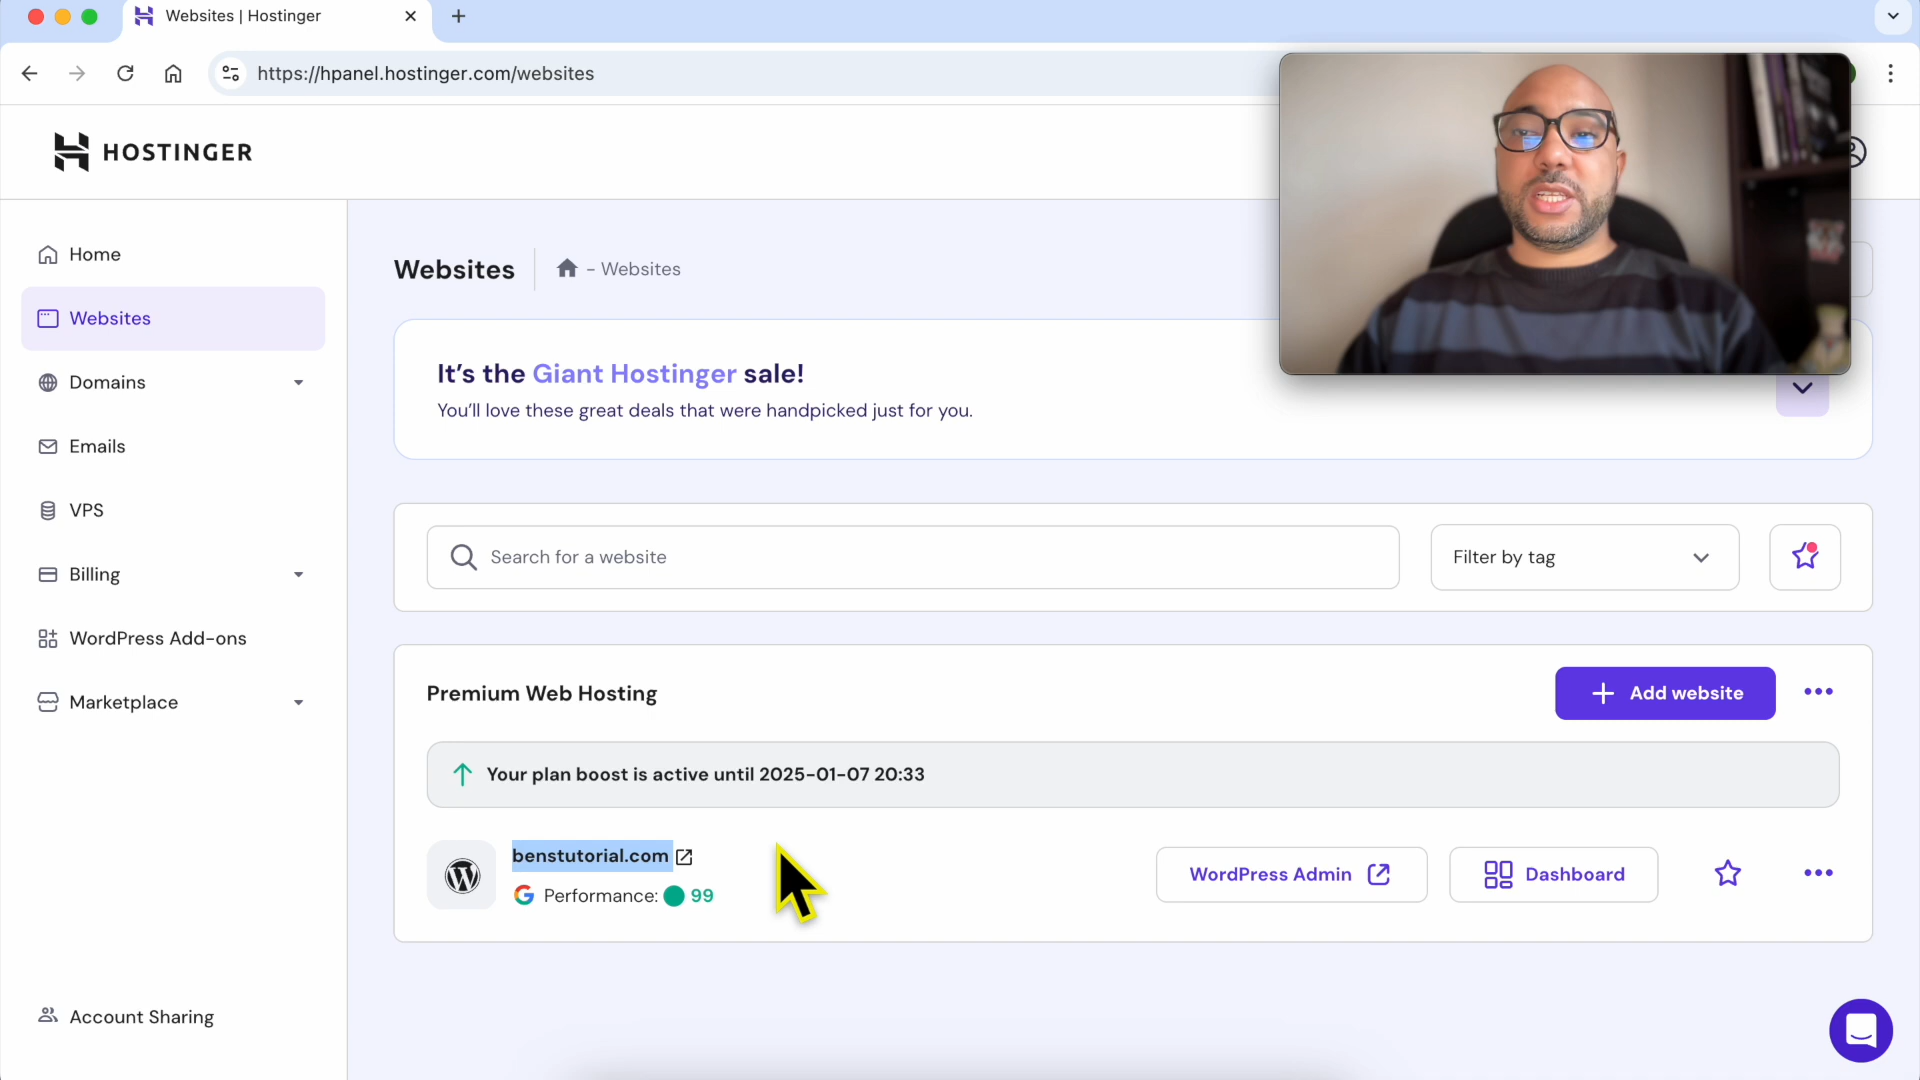 Websites | Hostinger
https://hpanel.hostinger.com/websites
HOSTINGER
Home
Websites
Domains
Emails
VPS
Billing
WordPress Add-ons
Marketplace
Account Sharing
Websites
- Websites
It's the Giant Hostinger sale!
You'll love these great deals that were handpicked just for you.
Search for a website
Filter by tag
Premium Web Hosting
Add website
Your plan boost is active until 2025-01-07 20:33
benstutorial.com
Performance: 99
WordPress Admin
Dashboard